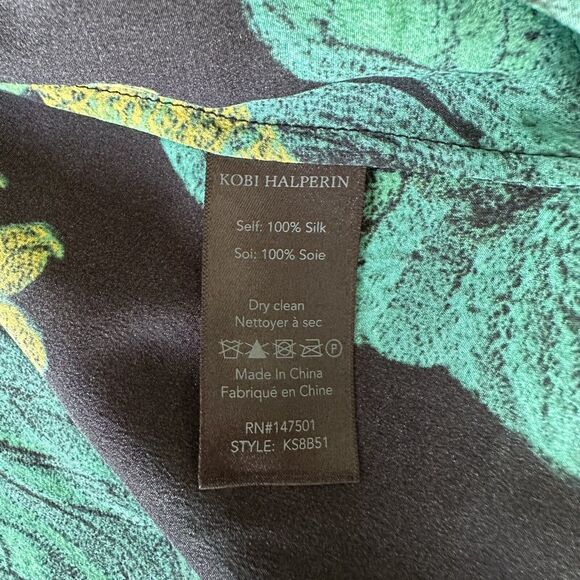 KOBI HALPERIN
Self: 100% Silk
Soi: 100% Soie
Dry clean
Nettoyer à sec
P
Made In China
Fabriqué en Chine
RN#147501
STYLE: KS8B51